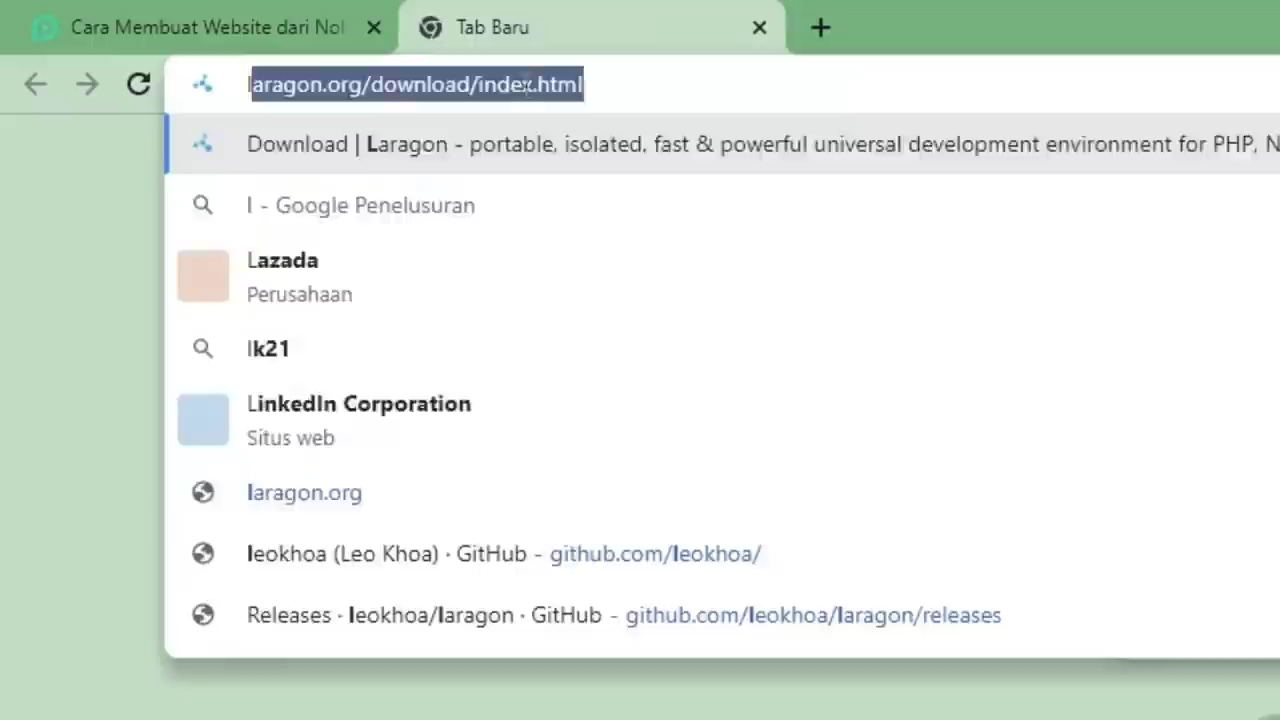 Cara Membuat Website dari Nol
Tab Baru
laragon.org/download/index.html
Download | Laragon - portable, isolated, fast & powerful universal development environment for PHP, N
l - Google Penelusuran
Lazada
Perusahaan
lk21
LinkedIn Corporation
Situs web
laragon.org
leokhoa (Leo Khoa) · GitHub - github.com/leokhoa/
Releases · leokhoa/laragon · GitHub - github.com/leokhoa/laragon/releases